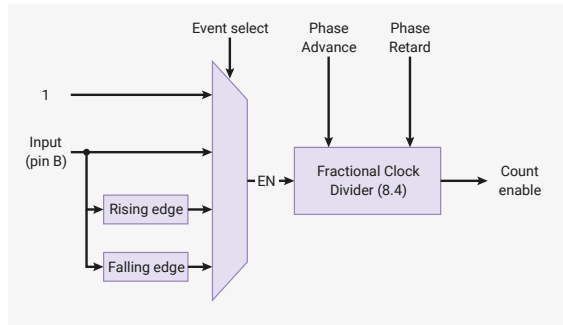 Event select
Phase
Advance
Phase
Retard
1
Input
(pin B)
EN
Fractional Clock
Divider (8.4)
Count
enable
Rising edge
Falling edge